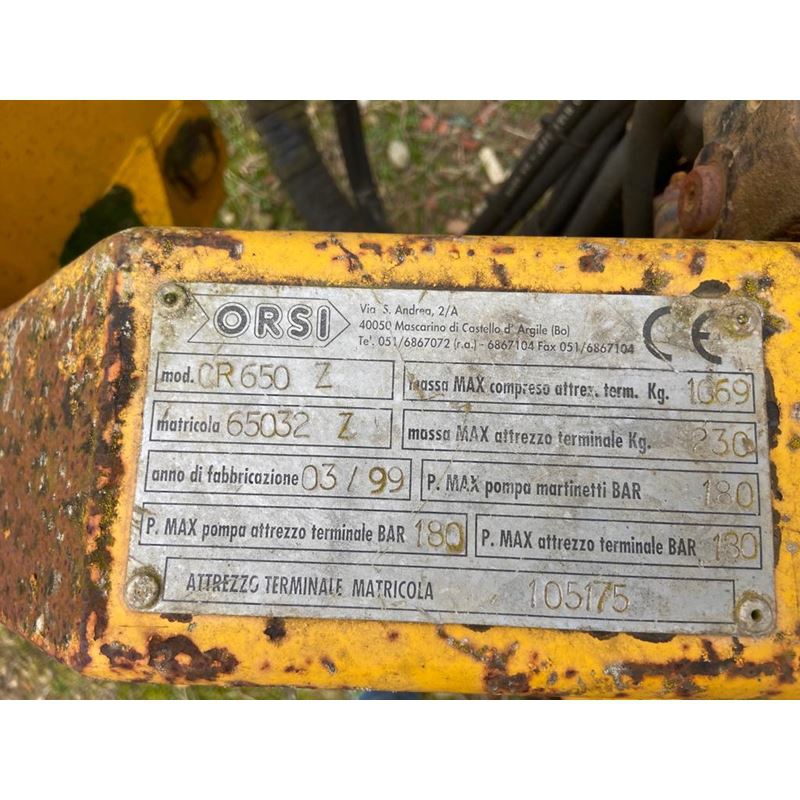 ORSI
Via S. Andrea, 2/A
40050 Mascarino di Castello d' Argile (Bo)
Te'. 051/6867072 (r.a.) - 6867104 Fax 051/6867104
CE
mod. CR650 Z
massa MAX compreso attrez. term. Kg. 1069
matricola 65032 Z
massa MAX attrezzo terminale Kg. 230
anno di fabbricazione 03/99
P. MAX pompa martinetti BAR 180
P. MAX pompa attrezzo terminale BAR 180
P. MAX attrezzo terminale BAR 180
ATTREZZO TERMINALE MATRICOLA 105175